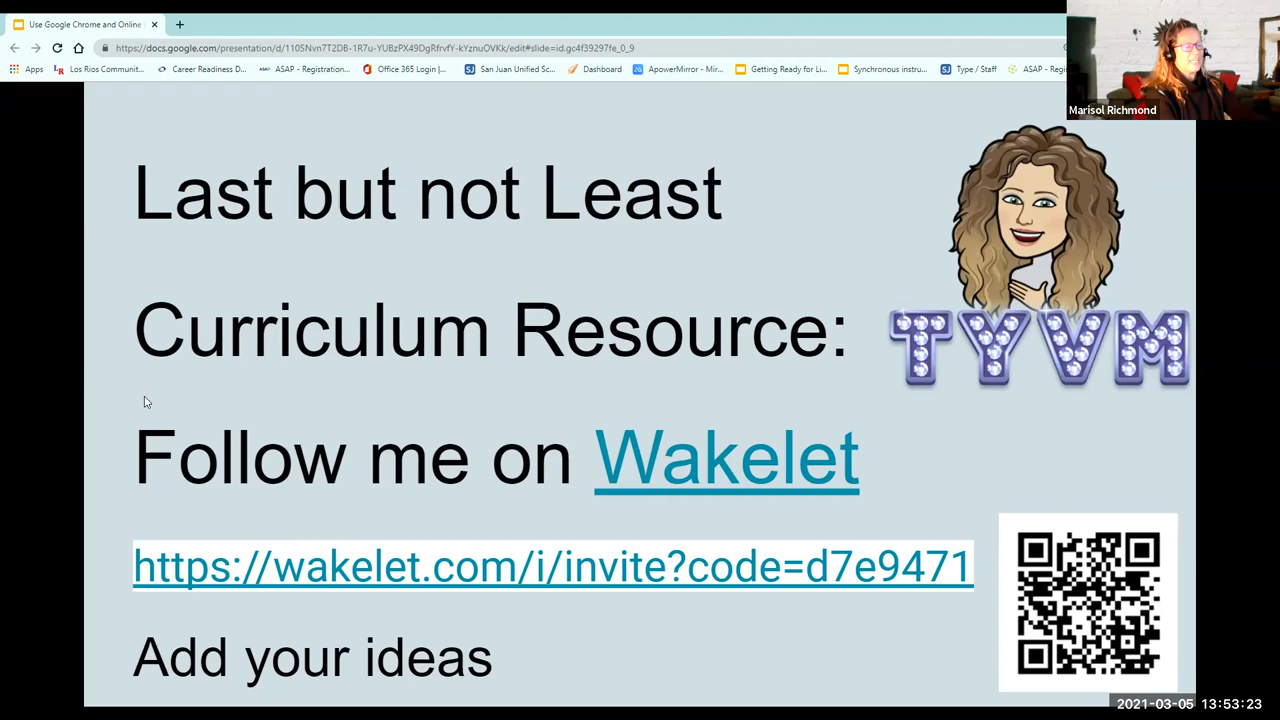 Use Google Chrome and Online
https://docs.google.com/presentation/d/110SNvn7T2DB-1R7u-YUBzPX49DgRfrvfY-kYznuOVKk/edit#slide=id.gc4f39297fe_0_9
Apps Los Rios Communit... Career Readiness D... ASAP - Registration... Office 365 Login |... San Juan Unified Sc... Dashboard ApowerMirror - Mir... Getting Ready for Li... Synchronous instru... Type / Staff ASAP - Regis
Marisol Richmond
Last but not Least
Curriculum Resource:
TYVM
Follow me on Wakelet
https://wakelet.com/i/invite?code=d7e9471
Add your ideas
2021-03-05 13:53:23